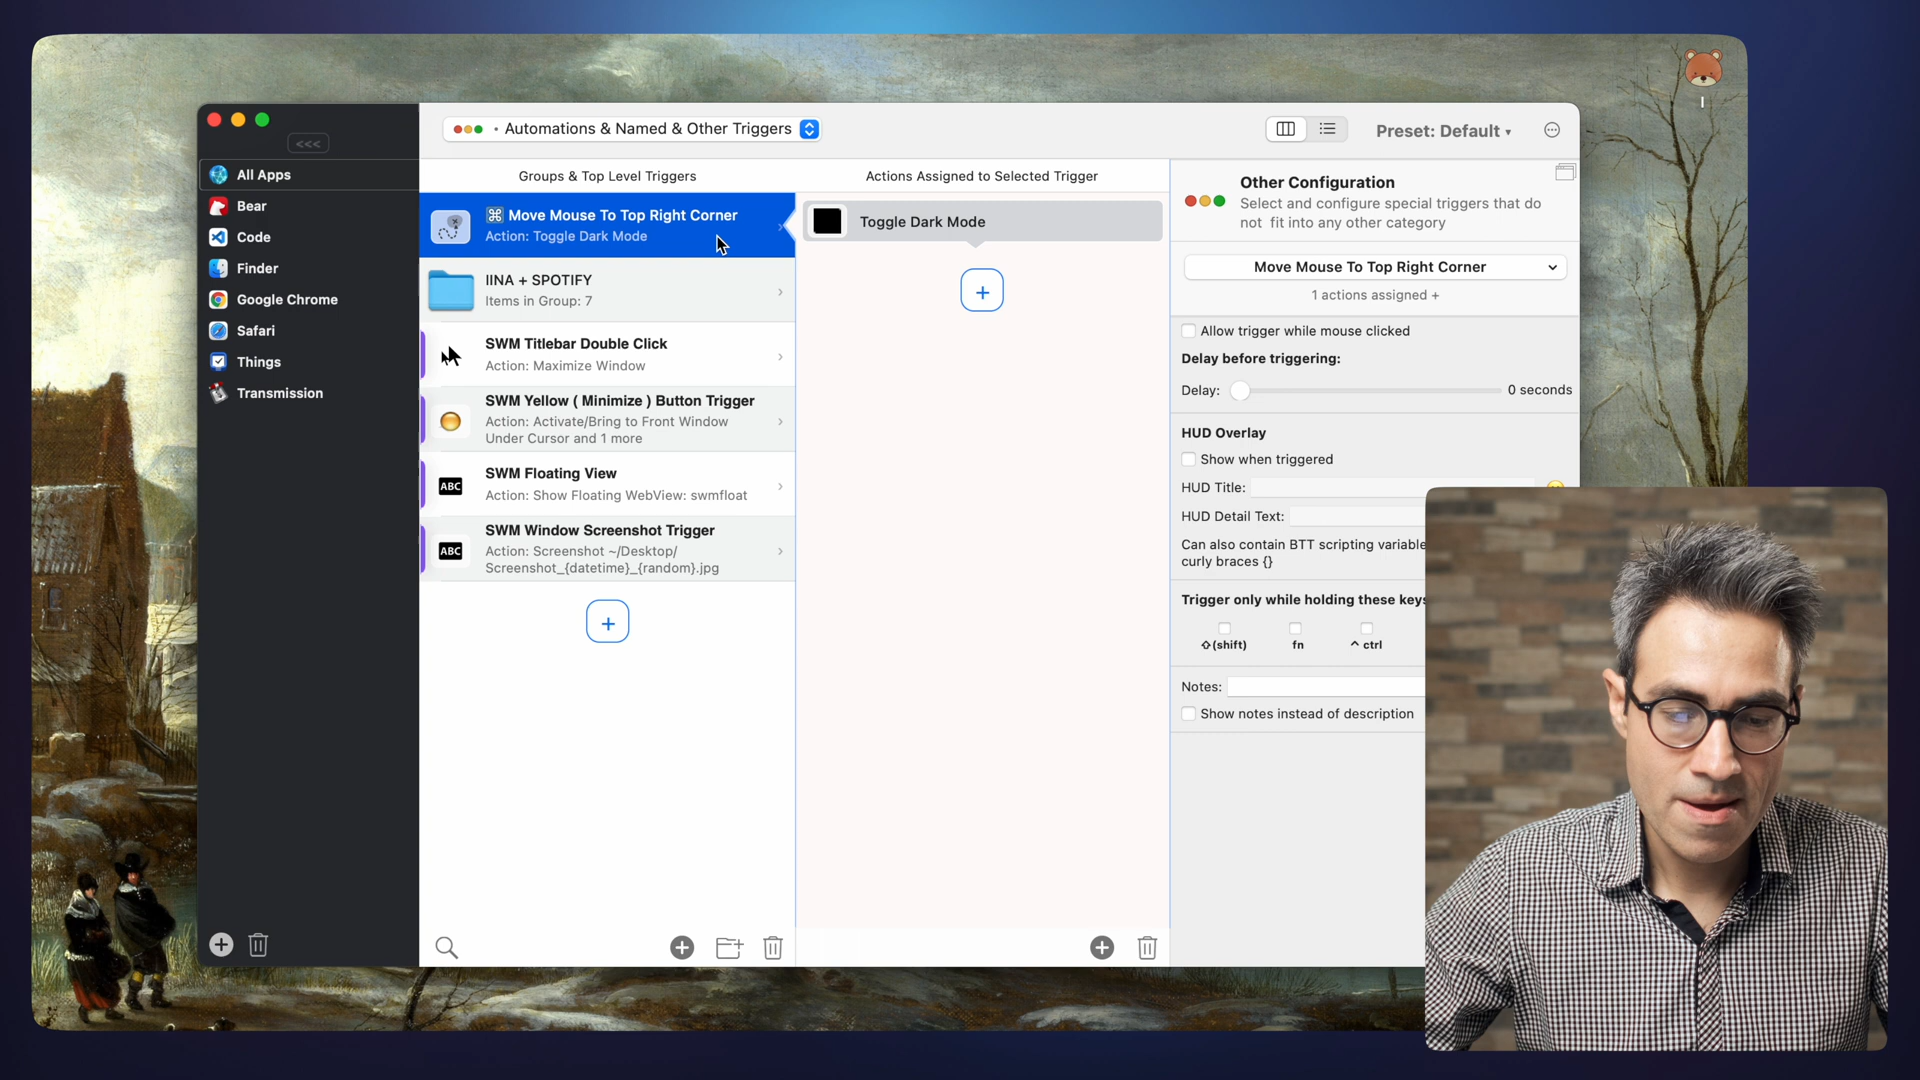 <<<
Automations & Named & Other Triggers
Preset: Default
All Apps
Bear
Code
Finder
Google Chrome
Safari
Things
Transmission
Groups & Top Level Triggers
⌘ Move Mouse To Top Right Corner
Action: Toggle Dark Mode
IINA + SPOTIFY
Items in Group: 7
SWM Titlebar Double Click
Action: Maximize Window
SWM Yellow ( Minimize ) Button Trigger
Action: Activate/Bring to Front Window
Under Cursor and 1 more
ABC
SWM Floating View
Action: Show Floating WebView: swmfloat
ABC
SWM Window Screenshot Trigger
Action: Screenshot ~/Desktop/
Screenshot_{datetime}_{random}.jpg
Actions Assigned to Selected Trigger
Toggle Dark Mode
Other Configuration
Select and configure special triggers that do
not fit into any other category
Move Mouse To Top Right Corner
1 actions assigned +
Allow trigger while mouse clicked
Delay before triggering:
Delay:
0 seconds
HUD Overlay
Show when triggered
HUD Title:
HUD Detail Text:
Can also contain BTT scripting variable
curly braces {}
Trigger only while holding these keys
⇧(shift)
fn
^ ctrl
Notes:
Show notes instead of description